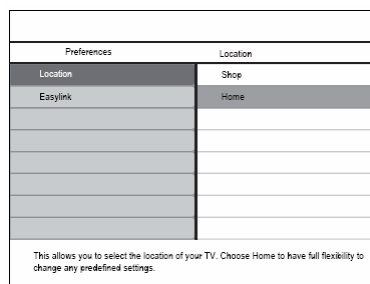 Preferences Location
Location Shop
Easylink Home
This allows you to select the location of your TV. Choose Home to have full flexibility to
change any predefined settings.